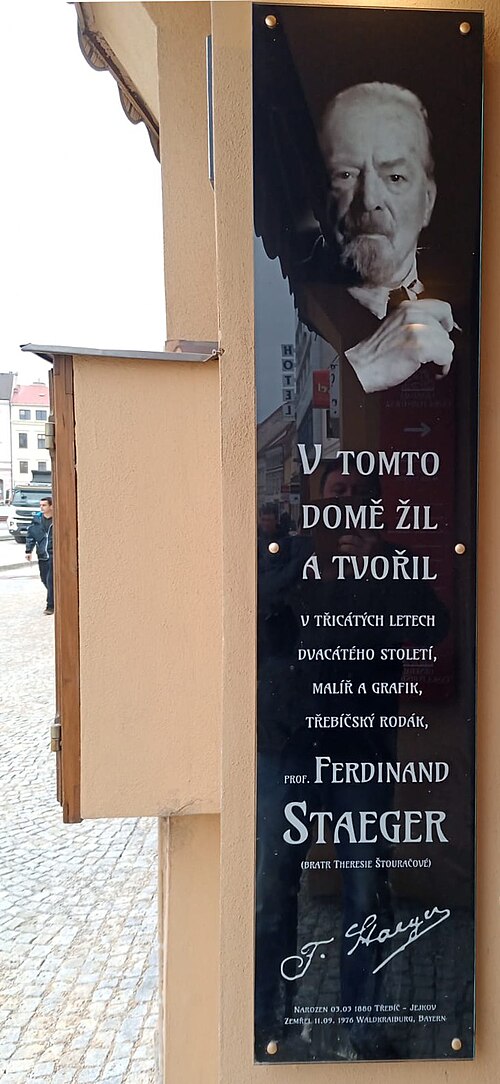 HOTEL
V TOMTO
DOMĚ ŽIL
A TVOŘIL
V TŘICÁTÝCH LETECH
DVACÁTÉHO STOLETÍ,
MALÍŘ A GRAFIK,
TŘEBÍČSKÝ RODÁK,
PROF. FERDINAND
STAEGER
(BRATR THERESIE ŠTOURAČOVÉ)
F. Staeger
NAROZEN 03.03 1880 TŘEBÍČ - JEJKOV
ZEMŘEL 11.09. 1976 WALDKRAIBURG, BAYERN